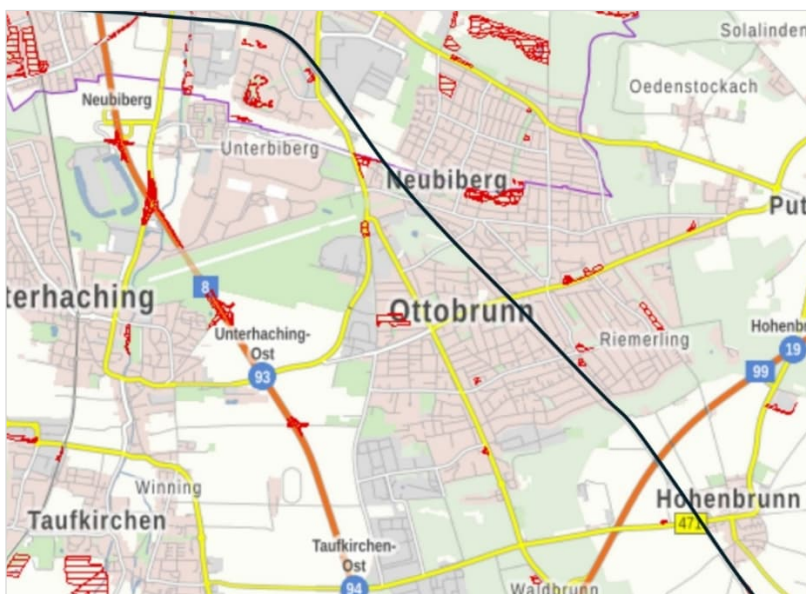 Solalinden
Oedenstockach
Neubiberg
Unterbiberg
Neubiberg
Put
8
terhaching
Ottobrunn
Hohenbr
Unterhaching-
Ost
Riemerling
19
99
93
Winning
Hohenbrunn
Taufkirchen
471
Taufkirchen-
Ost
94
Waldbrunn